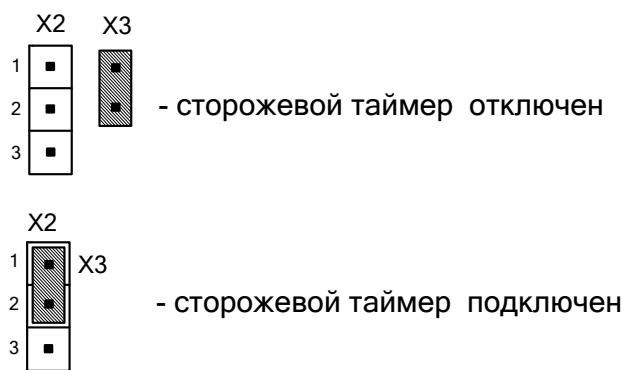 X2 X3
1
2 - сторожевой таймер отключен
3
X2
1 X3
2 - сторожевой таймер подключен
3